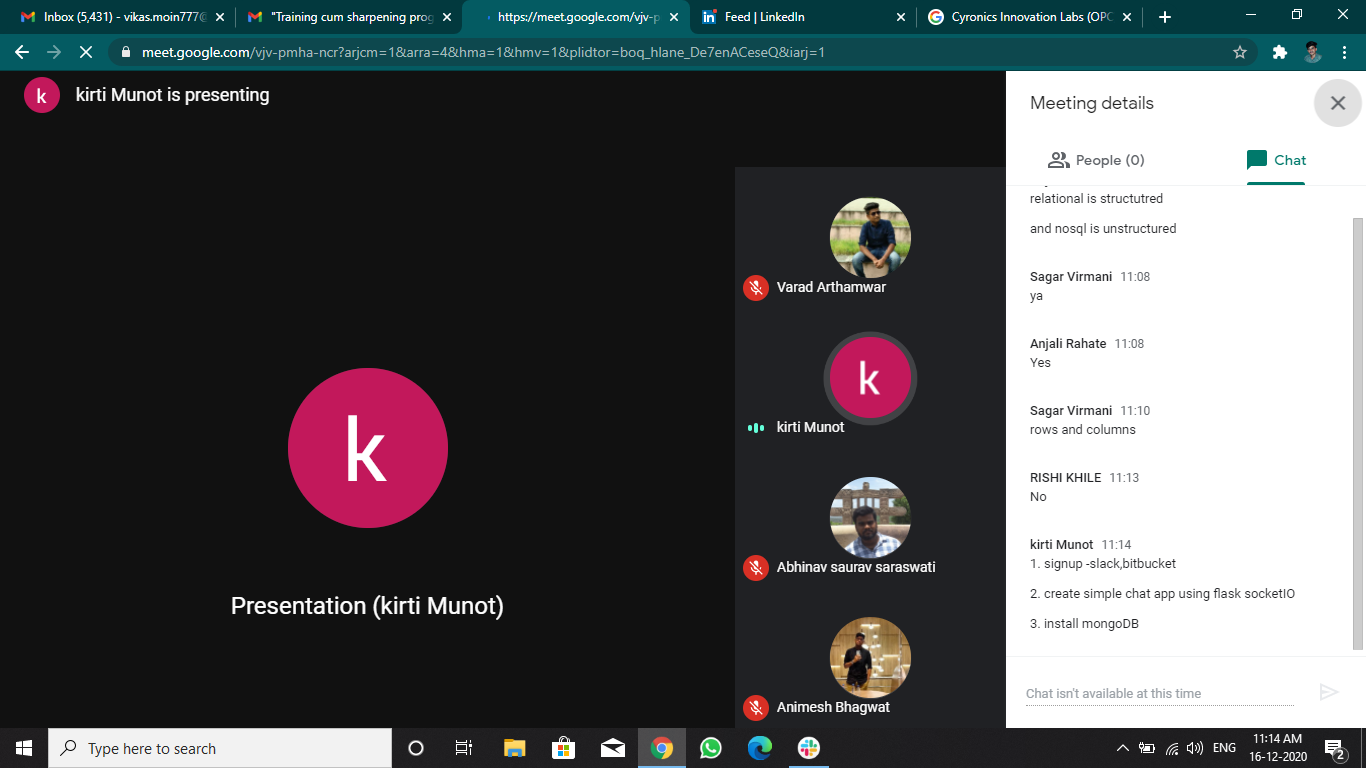 Inbox (5,431) - vikas.moin777@
"Training cum sharpening prog
https://meet.google.com/vjv-p
Feed | LinkedIn
Cyronics Innovation Labs (OPC
meet.google.com/vjv-pmha-ncr?arjcm=1&arra=4&hma=1&hmv=1&plidtor=boq_hlane_De7enACeseQ&iarj=1
k
kirti Munot is presenting
k
Presentation (kirti Munot)
Varad Arthamwar
k
kirti Munot
Abhinav saurav saraswati
Animesh Bhagwat
Meeting details
People (0)
Chat
relational is structutred
and nosql is unstructured
Sagar Virmani 11:08
ya
Anjali Rahate 11:08
Yes
Sagar Virmani 11:10
rows and columns
RISHI KHILE 11:13
No
kirti Munot 11:14
1. signup -slack,bitbucket
2. create simple chat app using flask socketIO
3. install mongoDB
Chat isn't available at this time
Type here to search
ENG
11:14 AM
16-12-2020
2